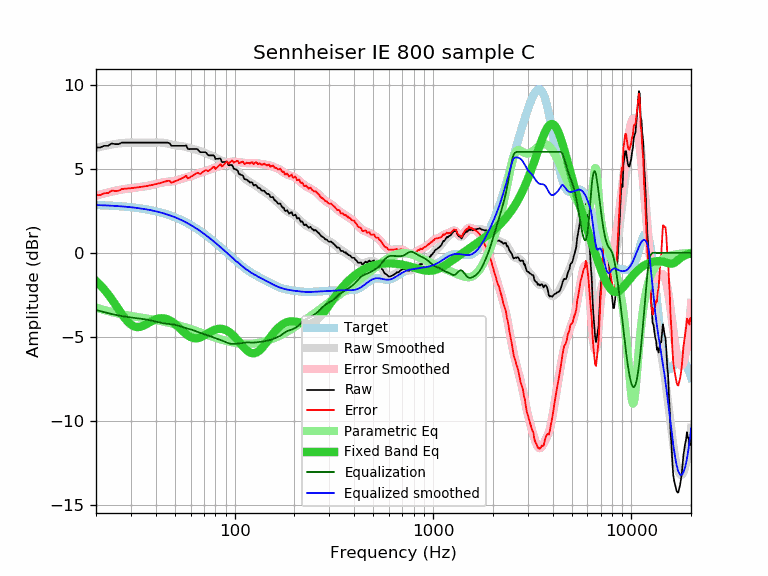 Sennheiser IE 800 sample C
Amplitude (dBr)
10
5
0
−5
−10
−15
Target
Raw Smoothed
Error Smoothed
Raw
Error
Parametric Eq
Fixed Band Eq
Equalization
Equalized smoothed
100
1000
10000
Frequency (Hz)